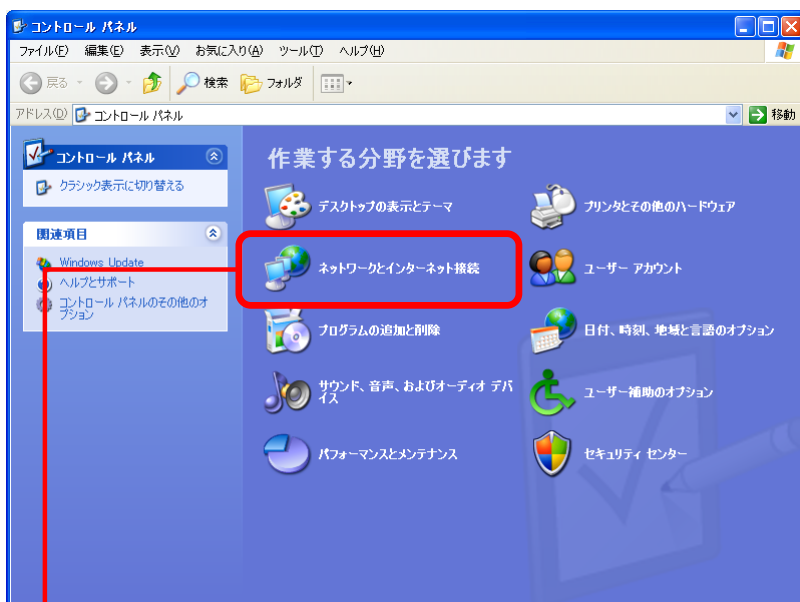 コントロール パネル
ファイル(F) 編集(E) 表示(V) お気に入り(A) ツール(T) ヘルプ(H)
戻る 検索 フォルダ
アドレス(D) コントロール パネル 移動
コントロール パネル
クラシック表示に切り替える
関連項目
Windows Update
ヘルプとサポート
コントロール パネルのその他のオ
プション
作業する分野を選びます
デスクトップの表示とテーマ
プリンタとその他のハードウェア
ネットワークとインターネット接続
ユーザー アカウント
プログラムの追加と削除
日付、時刻、地域と言語のオプション
サウンド、音声、およびオーディオ デバ
イス
ユーザー補助のオプション
パフォーマンスとメンテナンス
セキュリティ センター